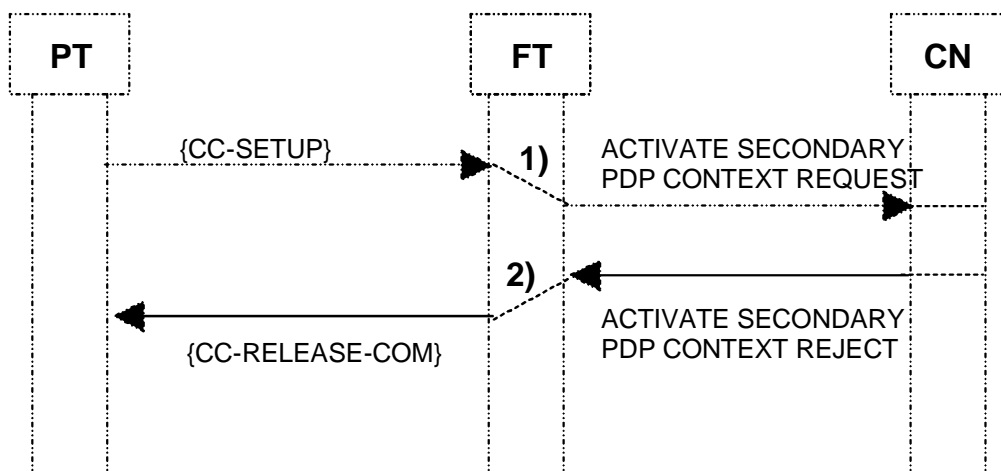 PT
FT
CN
{CC-SETUP}
1)
ACTIVATE SECONDARY
PDP CONTEXT REQUEST
2)
{CC-RELEASE-COM}
ACTIVATE SECONDARY
PDP CONTEXT REJECT